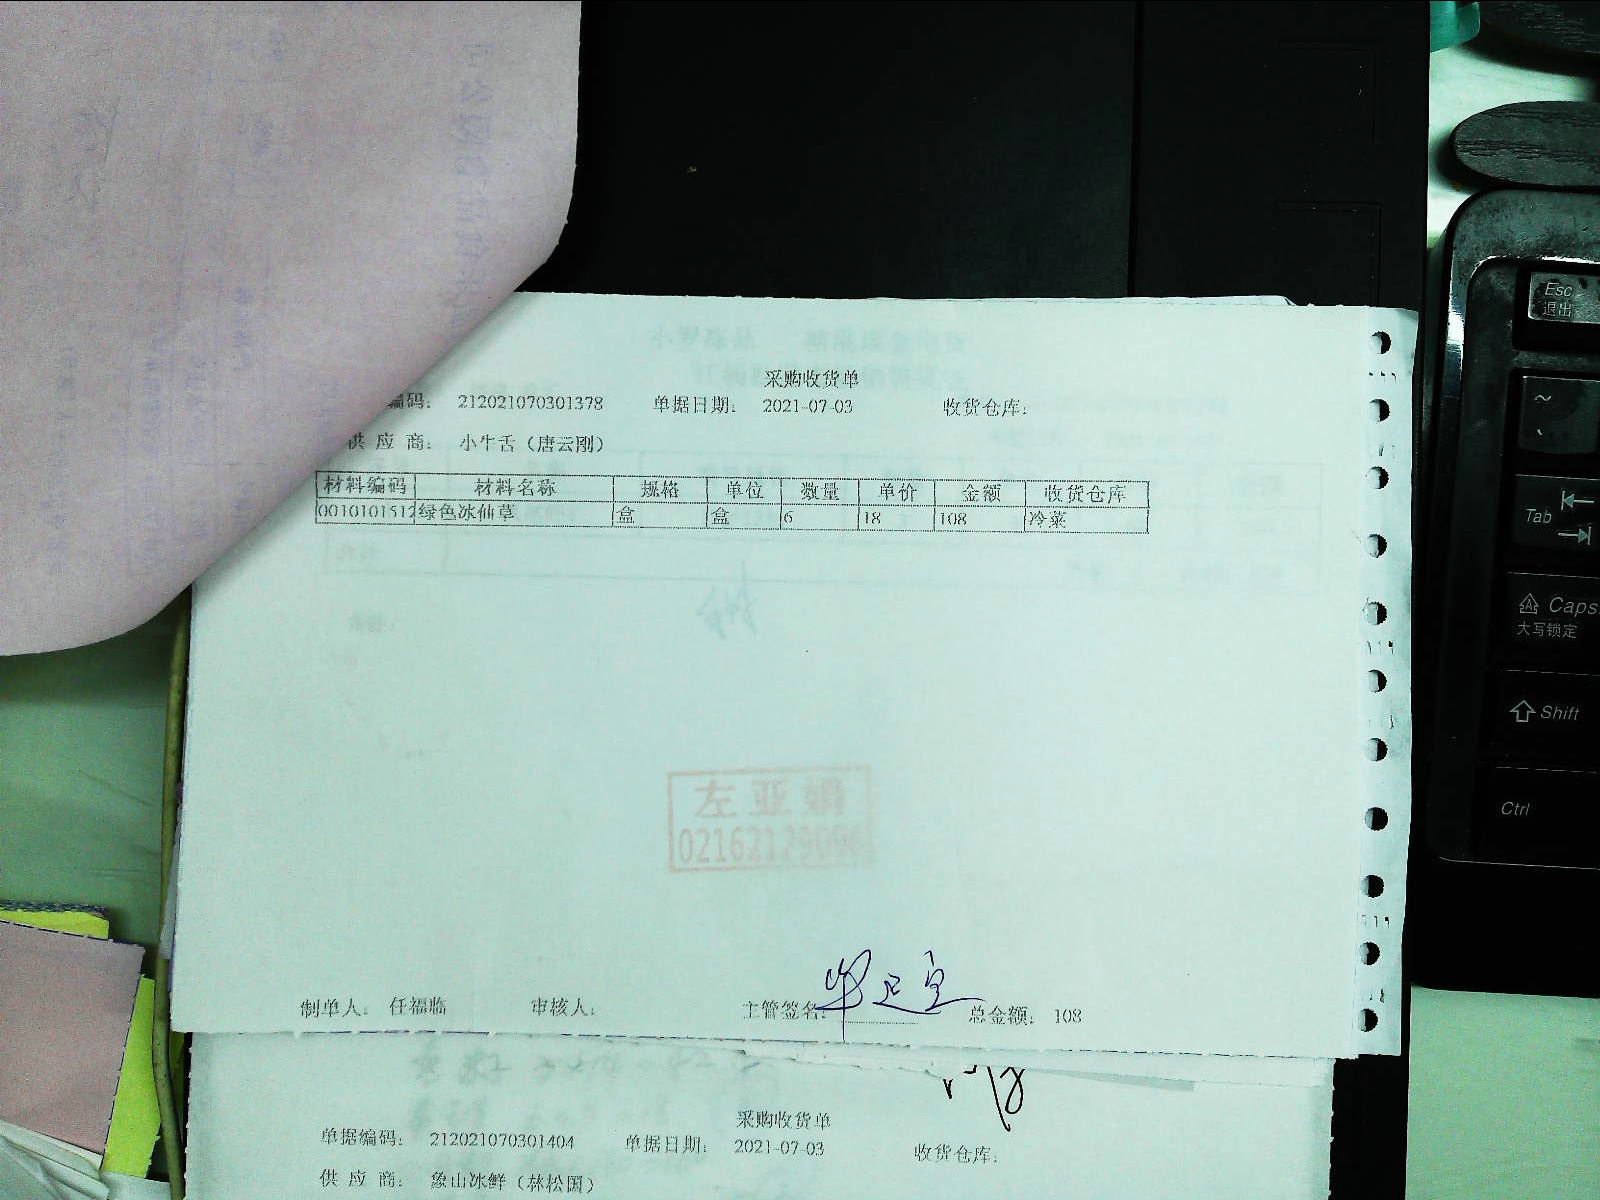 采购收货单
编码： 212021070301378 单据日期： 2021-07-03 收货仓库：
供 应 商： 小牛舌（唐云刚）
材料编码 材料名称 规格 单位 数量 单价 金额 收货仓库
0010101512 绿色冰仙草 盒 盒 6 18 108 冷菜
左亚娟
02162129096
制单人： 任福临 审核人： 主管签名： 总金额： 108
采购收货单
单据编码： 212021070301404 单据日期： 2021-07-03 收货仓库：
供 应 商： 象山冰鲜（林松国）
Esc
退出
~
Tab
Caps
大写锁定
Shift
Ctrl